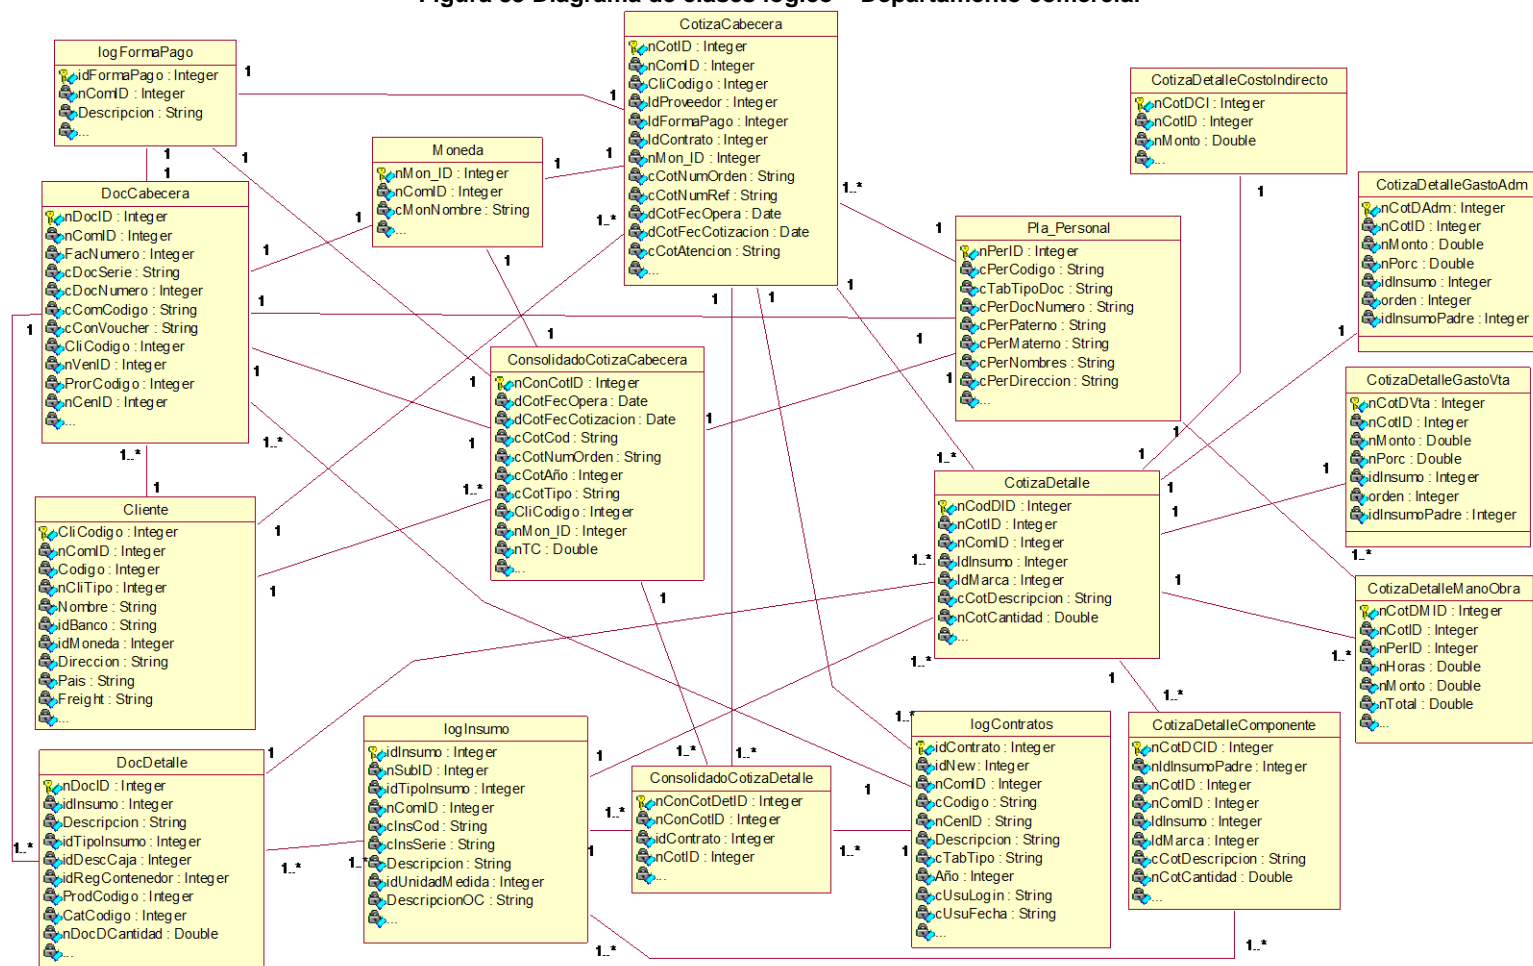 Figura 36 Diagrama de clases lógico – Departamento comercial
CotizaCabecera
nCotID : Integer
nComID : Integer
CliCodigo : Integer
IdProveedor : Integer
IdFormaPago : Integer
IdContrato : Integer
nMon_ID : Integer
cCotNumOrden : String
cCotNumRef : String
dCotFecOpera : Date
dCotFecCotizacion : Date
cCotAtencion : String
...
logFormaPago
idFormaPago : Integer
nComID : Integer
Descripcion : String
...
Moneda
nMon_ID : Integer
nComID : Integer
cMonNombre : String
...
CotizaDetalleCostoIndirecto
nCotDCI : Integer
nCotID : Integer
nMonto : Double
...
DocCabecera
nDocID : Integer
nComID : Integer
FacNumero : Integer
cDocSerie : String
cDocNumero : Integer
cComCodigo : String
cConVoucher : String
CliCodigo : Integer
nVenID : Integer
ProrCodigo : Integer
nCenID : Integer
...
Pla_Personal
nPerID : Integer
cPerCodigo : String
cTabTipoDoc : String
cPerDocNumero : String
cPerPaterno : String
cPerMaterno : String
cPerNombres : String
cPerDireccion : String
...
CotizaDetalleGastoAdm
nCotDAdm : Integer
nCotID : Integer
nMonto : Double
nPorc : Double
idInsumo : Integer
orden : Integer
idInsumoPadre : Integer
ConsolidadoCotizaCabecera
nConCotID : Integer
dCotFecOpera : Date
dCotFecCotizacion : Date
cCotCod : String
cCotNumOrden : String
cCotAño : Integer
cCotTipo : String
CliCodigo : Integer
nMon_ID : Integer
nTC : Double
...
CotizaDetalleGastoVta
nCotDVta : Integer
nCotID : Integer
nMonto : Double
nPorc : Double
idInsumo : Integer
orden : Integer
idInsumoPadre : Integer
Cliente
CliCodigo : Integer
nComID : Integer
Codigo : Integer
nCliTipo : Integer
Nombre : String
idBanco : String
idMoneda : Integer
Direccion : String
Pais : String
Freight : String
...
CotizaDetalle
nCodDID : Integer
nCotID : Integer
nComID : Integer
IdInsumo : Integer
IdMarca : Integer
cCotDescripcion : String
nCotCantidad : Double
...
CotizaDetalleManoObra
nCotDMID : Integer
nCotID : Integer
nPerID : Integer
nHoras : Double
nMonto : Double
nTotal : Double
...
DocDetalle
nDocID : Integer
idInsumo : Integer
Descripcion : String
idTipoInsumo : Integer
idDescCaja : Integer
idRegContenedor : Integer
ProdCodigo : Integer
CatCodigo : Integer
nDocDCantidad : Double
...
logInsumo
idInsumo : Integer
nSubID : Integer
idTipoInsumo : Integer
nComID : Integer
cInsCod : String
cInsSerie : String
Descripcion : String
idUnidadMedida : Integer
DescripcionOC : String
...
ConsolidadoCotizaDetalle
nConCotDetID : Integer
nConCotID : Integer
idContrato : Integer
nCotID : Integer
...
logContratos
idContrato : Integer
idNew : Integer
nComID : Integer
cCodigo : String
nCenID : String
Descripcion : String
cTabTipo : String
Año : Integer
cUsuLogin : String
cUsuFecha : String
...
CotizaDetalleComponente
nCotDCID : Integer
nIdInsumoPadre : Integer
nCotID : Integer
nComID : Integer
IdInsumo : Integer
IdMarca : Integer
cCotDescripcion : String
nCotCantidad : Double
...